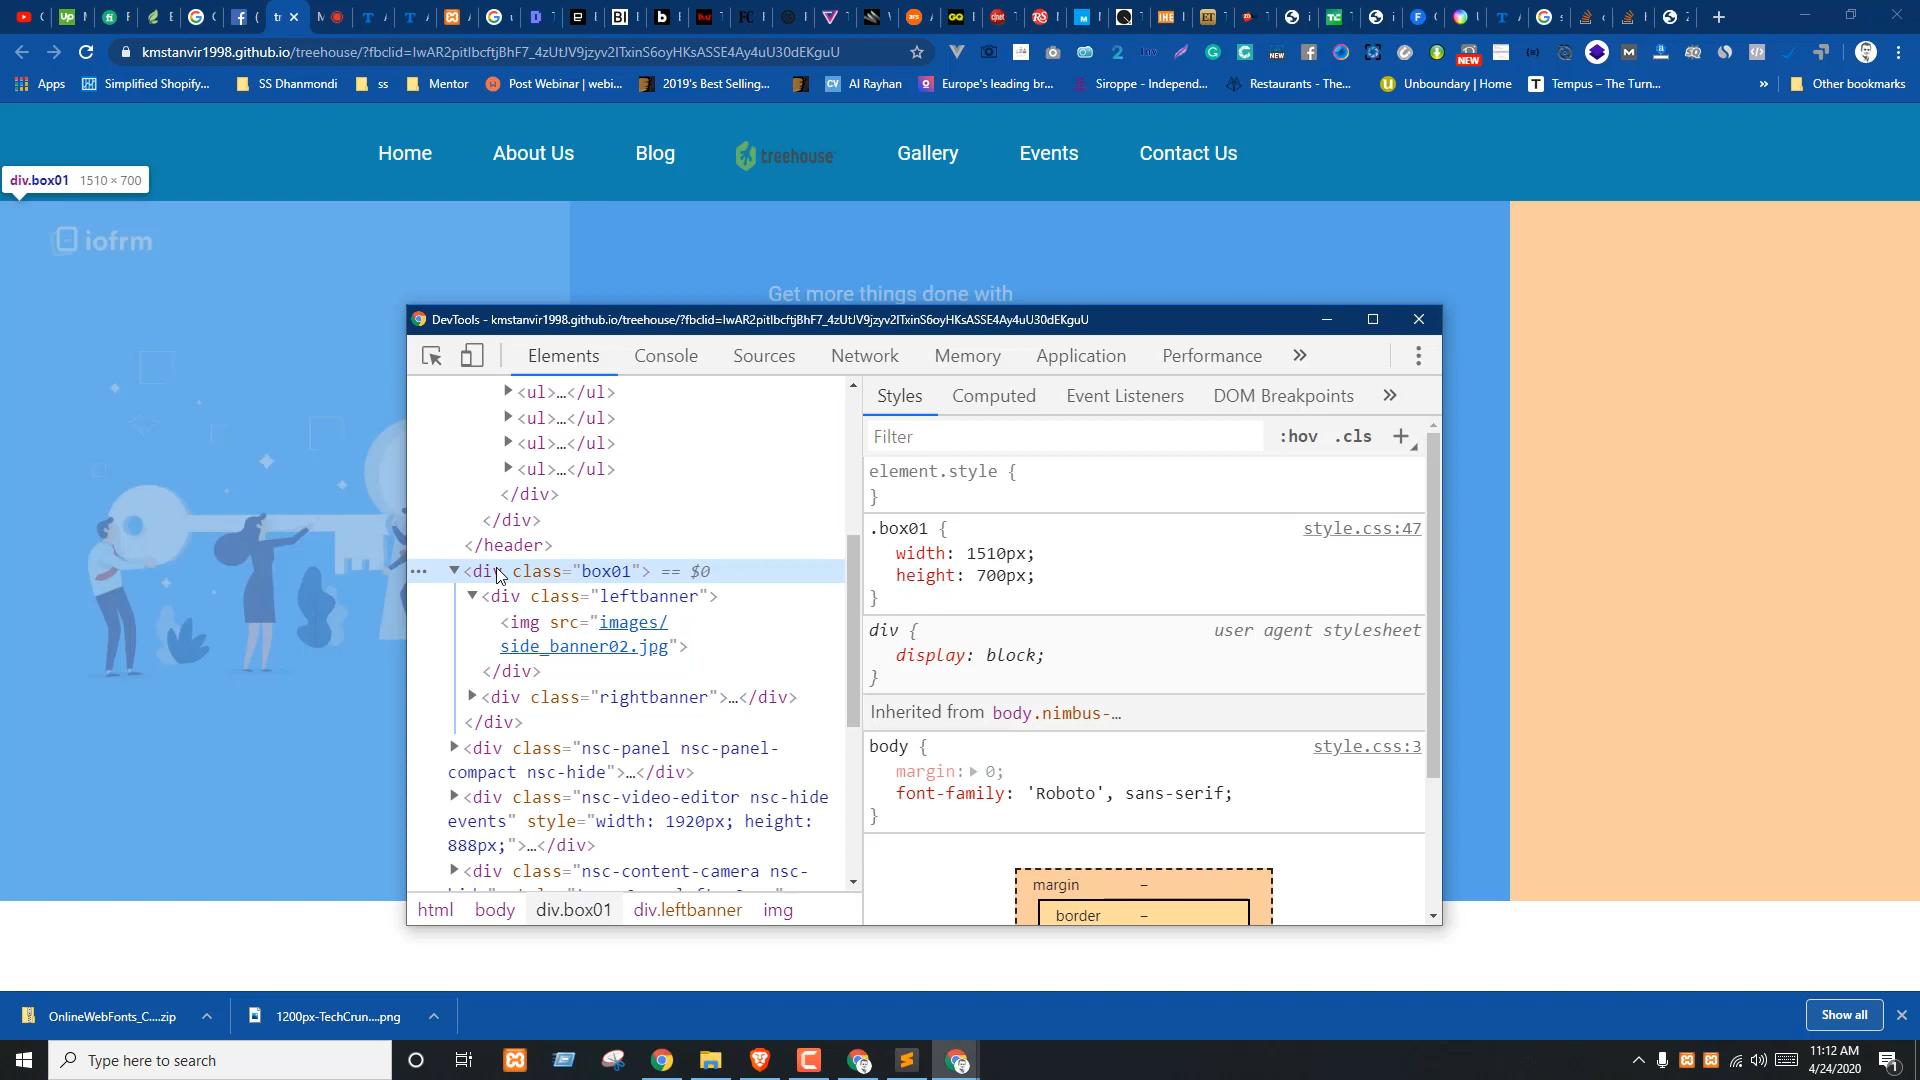 kmstanvir1998.github.io/treehouse/?fbclid=IwAR2pitIbcftjBhF7_4zUtJV9jzyv2ITxinS6oyHKsASSE4Ay4uU30dEKguU
Apps
Simplified Shopify...
SS Dhanmondi
ss
Mentor
Post Webinar | webi...
2019's Best Selling...
Al Rayhan
Europe's leading br...
Siroppe - Independ...
Restaurants - The...
Unboundary | Home
Tempus – The Turn...
»
Other bookmarks
Home
About Us
Blog
treehouse
Gallery
Events
Contact Us
div.box01 1510 × 700
iofrm
Get more things done with
DevTools - kmstanvir1998.github.io/treehouse/?fbclid=IwAR2pitIbcftjBhF7_4zUtJV9jzyv2ITxinS6oyHKsASSE4Ay4uU30dEKguU
Elements
Console
Sources
Network
Memory
Application
Performance
»
<ul>…</ul>
<ul>…</ul>
<ul>…</ul>
<ul>…</ul>
</div>
</div>
</header>
<div class="box01"> == $0
<div class="leftbanner">
<img src="images/
side_banner02.jpg">
</div>
<div class="rightbanner">…</div>
</div>
<div class="nsc-panel nsc-panel-
compact nsc-hide">…</div>
<div class="nsc-video-editor nsc-hide
events" style="width: 1920px; height:
888px;">…</div>
<div class="nsc-content-camera nsc-
html
body
div.box01
div.leftbanner
img
Styles
Computed
Event Listeners
DOM Breakpoints
»
Filter
:hov .cls +
element.style {
}
.box01 {
style.css:47
width: 1510px;
height: 700px;
}
div {
user agent stylesheet
display: block;
}
Inherited from body.nimbus-…
body {
style.css:3
margin: 0;
font-family: 'Roboto', sans-serif;
}
margin –
border –
OnlineWebFonts_C....zip
1200px-TechCrun....png
Show all
Type here to search
11:12 AM
4/24/2020